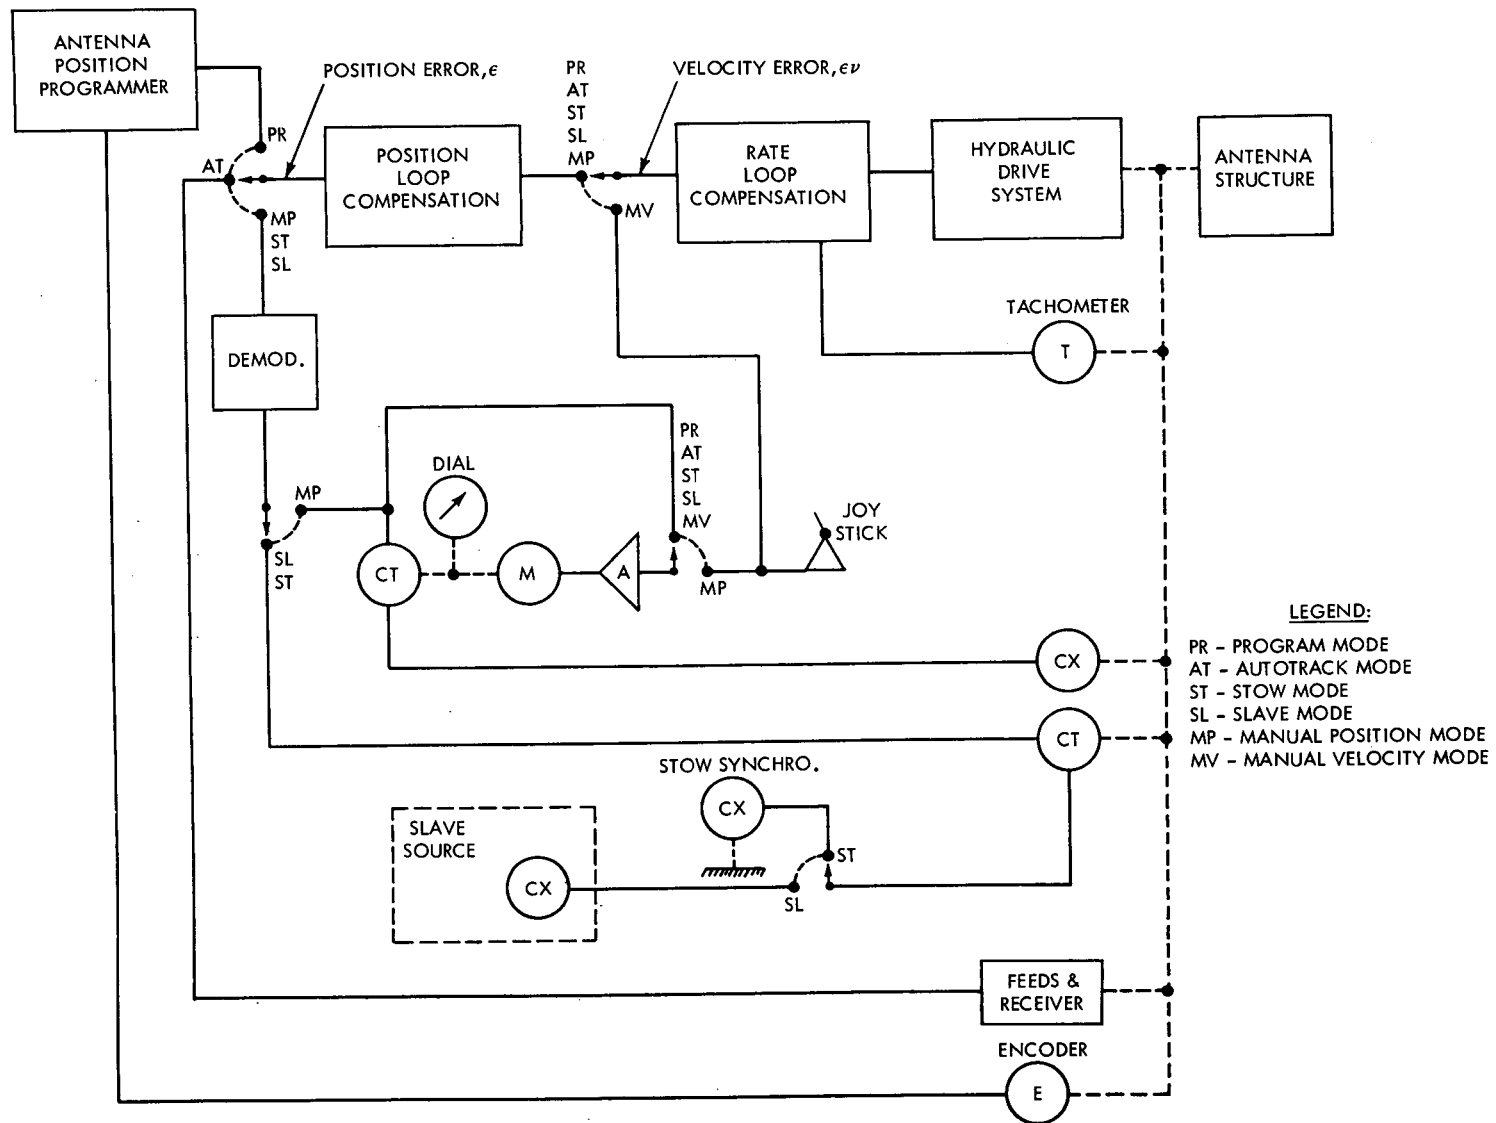 ANTENNA
POSITION
PROGRAMMER
POSITION ERROR, ε
PR
AT
ST
SL
MP
VELOCITY ERROR, εν
PR
AT
MP
ST
SL
POSITION
LOOP
COMPENSATION
MV
RATE
LOOP
COMPENSATION
HYDRAULIC
DRIVE
SYSTEM
ANTENNA
STRUCTURE
TACHOMETER
T
DEMOD.
DIAL
PR
AT
ST
SL
MV
MP
JOY
STICK
SL
ST
CT
M
A
MP
CX
LEGEND:
PR – PROGRAM MODE
AT – AUTOTRACK MODE
ST – STOW MODE
SL – SLAVE MODE
MP – MANUAL POSITION MODE
MV – MANUAL VELOCITY MODE
CT
STOW SYNCHRO.
CX
SLAVE
SOURCE
CX
ST
SL
FEEDS &
RECEIVER
ENCODER
E